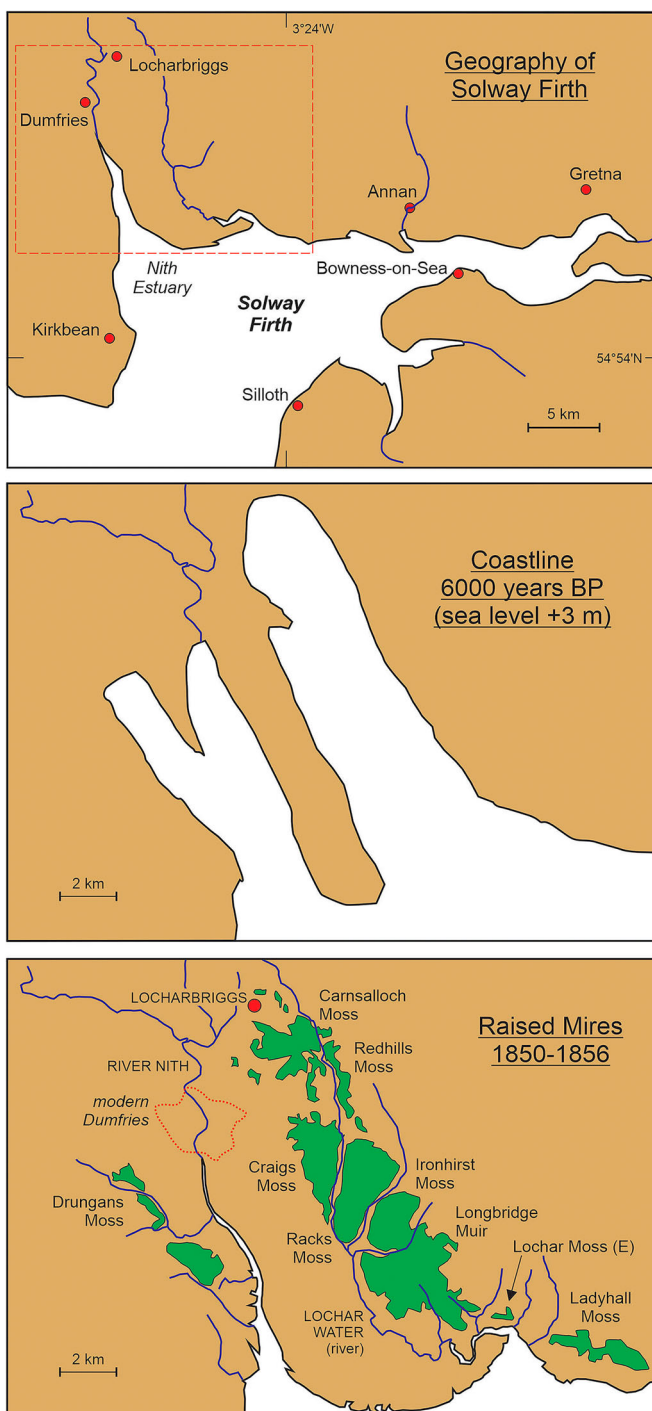 3°24'W
Geography of
Solway Firth
Locharbriggs
Dumfries
Annan
Gretna
Nith
Estuary
Bowness-on-Sea
Solway
Firth
Kirkbean
54°54'N
Silloth
5 km
Coastline
6000 years BP
(sea level +3 m)
2 km
LOCHARBRIGGS
Carnsalloch
Moss
Raised Mires
1850-1856
Redhills
Moss
RIVER NITH
modern
Dumfries
Craigs
Moss
Ironhirst
Moss
Drungans
Moss
Longbridge
Muir
Racks
Moss
Lochar Moss (E)
LOCHAR
WATER
(river)
Ladyhall
Moss
2 km